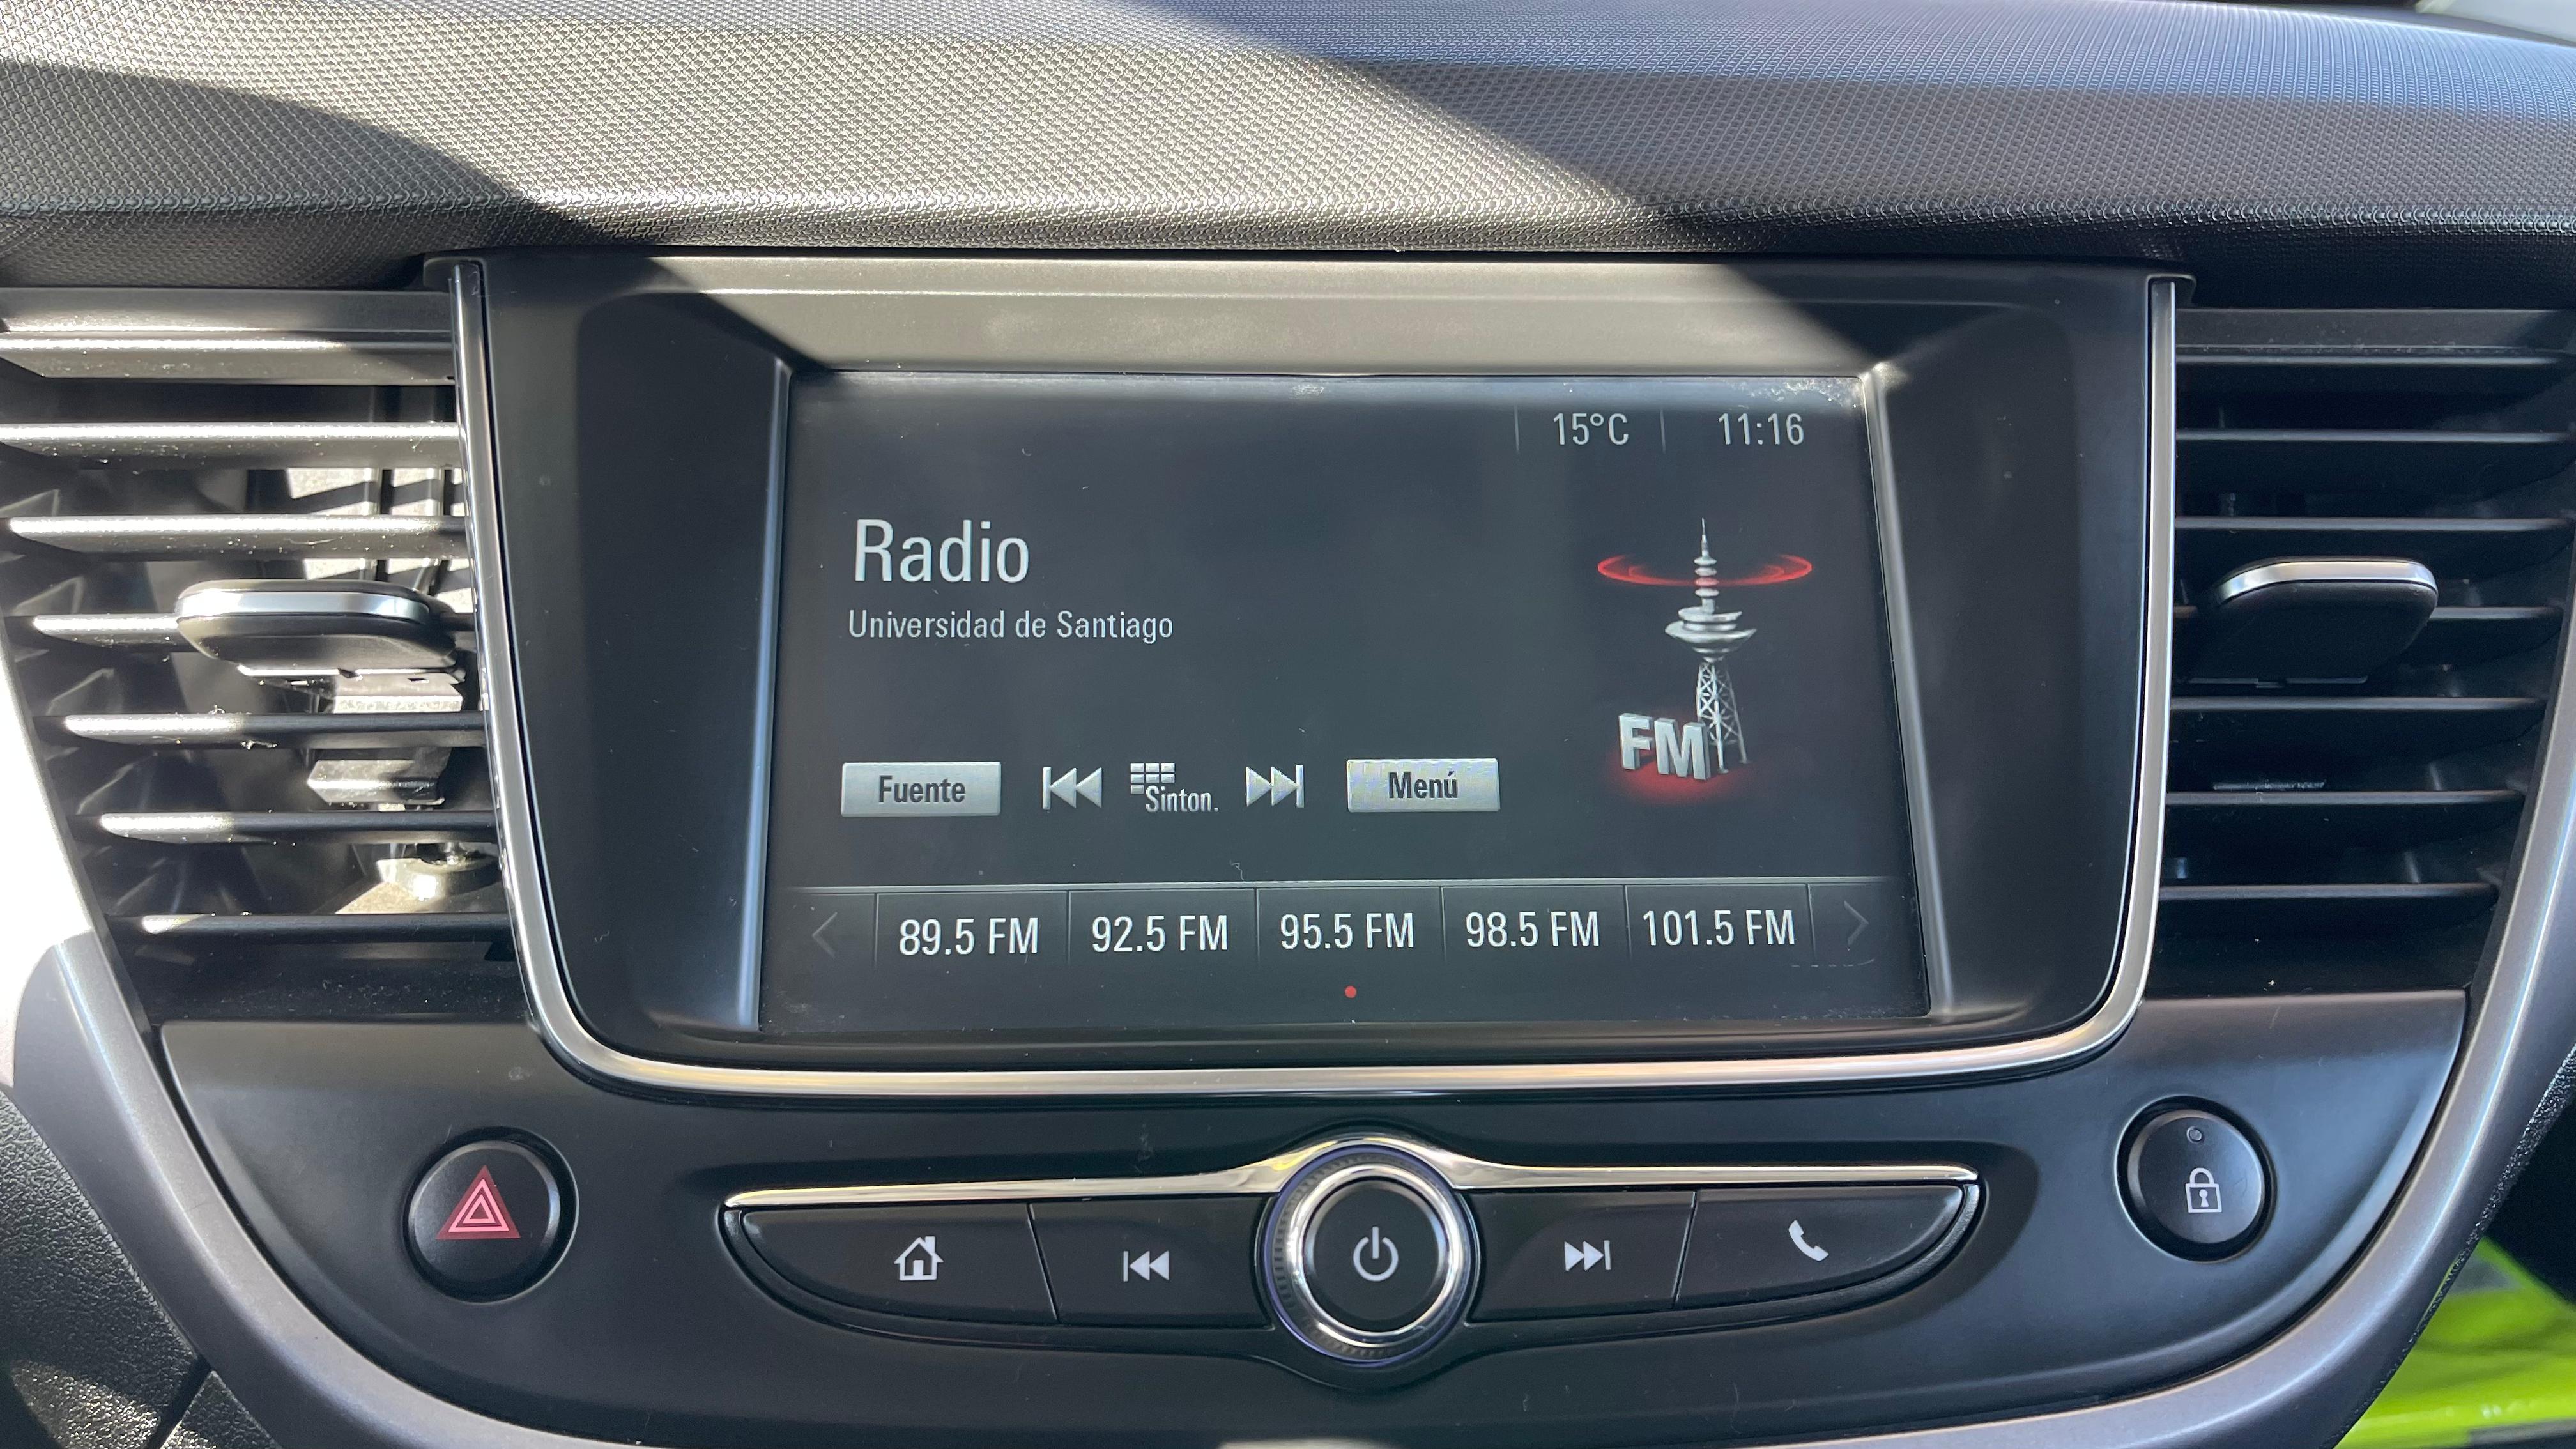 15°C 11:16
Radio
Universidad de Santiago
FM
Fuente Sinton. Menú
89.5 FM 92.5 FM 95.5 FM 98.5 FM 101.5 FM